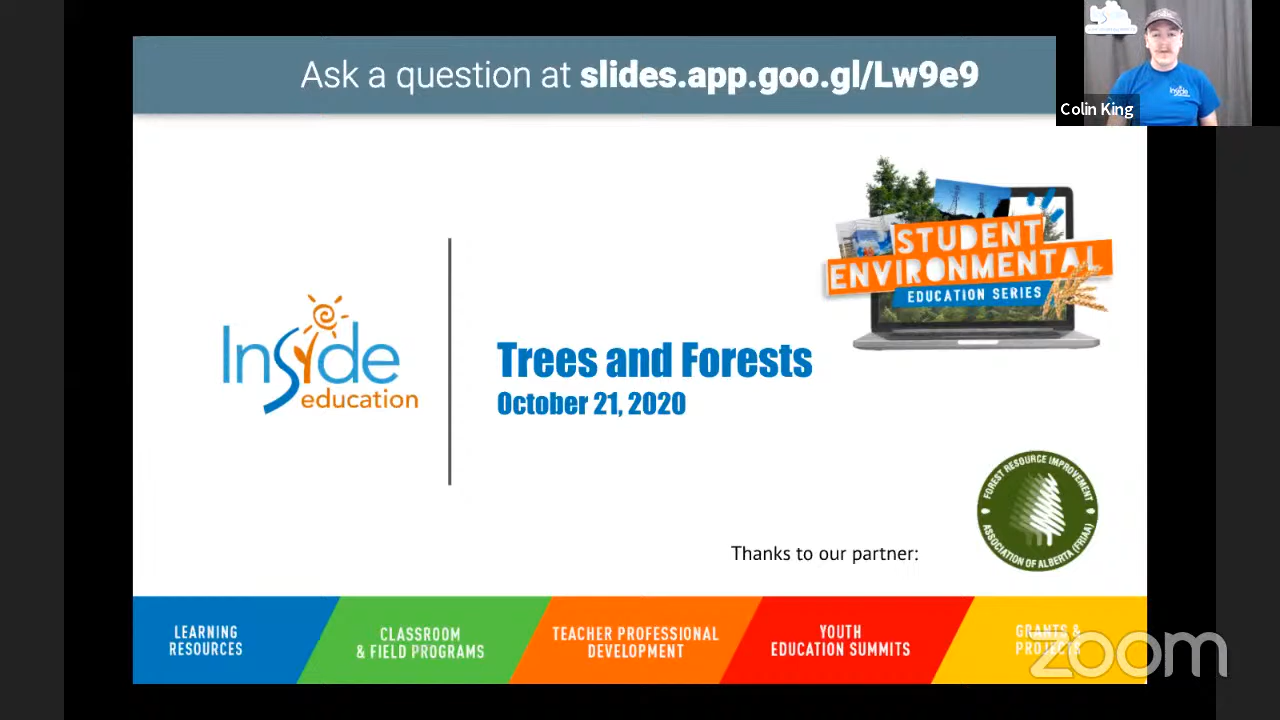 Ask a question at slides.app.goo.gl/Lw9e9
Colin King
Inside
STUDENT
ENVIRONMENTAL
EDUCATION SERIES
Inside
education
Trees and Forests
October 21, 2020
FOREST RESOURCE IMPROVEMENT
ASSOCIATION OF ALBERTA (FRIAA)
Thanks to our partner:
LEARNING
RESOURCES
CLASSROOM
& FIELD PROGRAMS
TEACHER PROFESSIONAL
DEVELOPMENT
YOUTH
EDUCATION SUMMITS
GRANTS &
PROJECTS
zoom